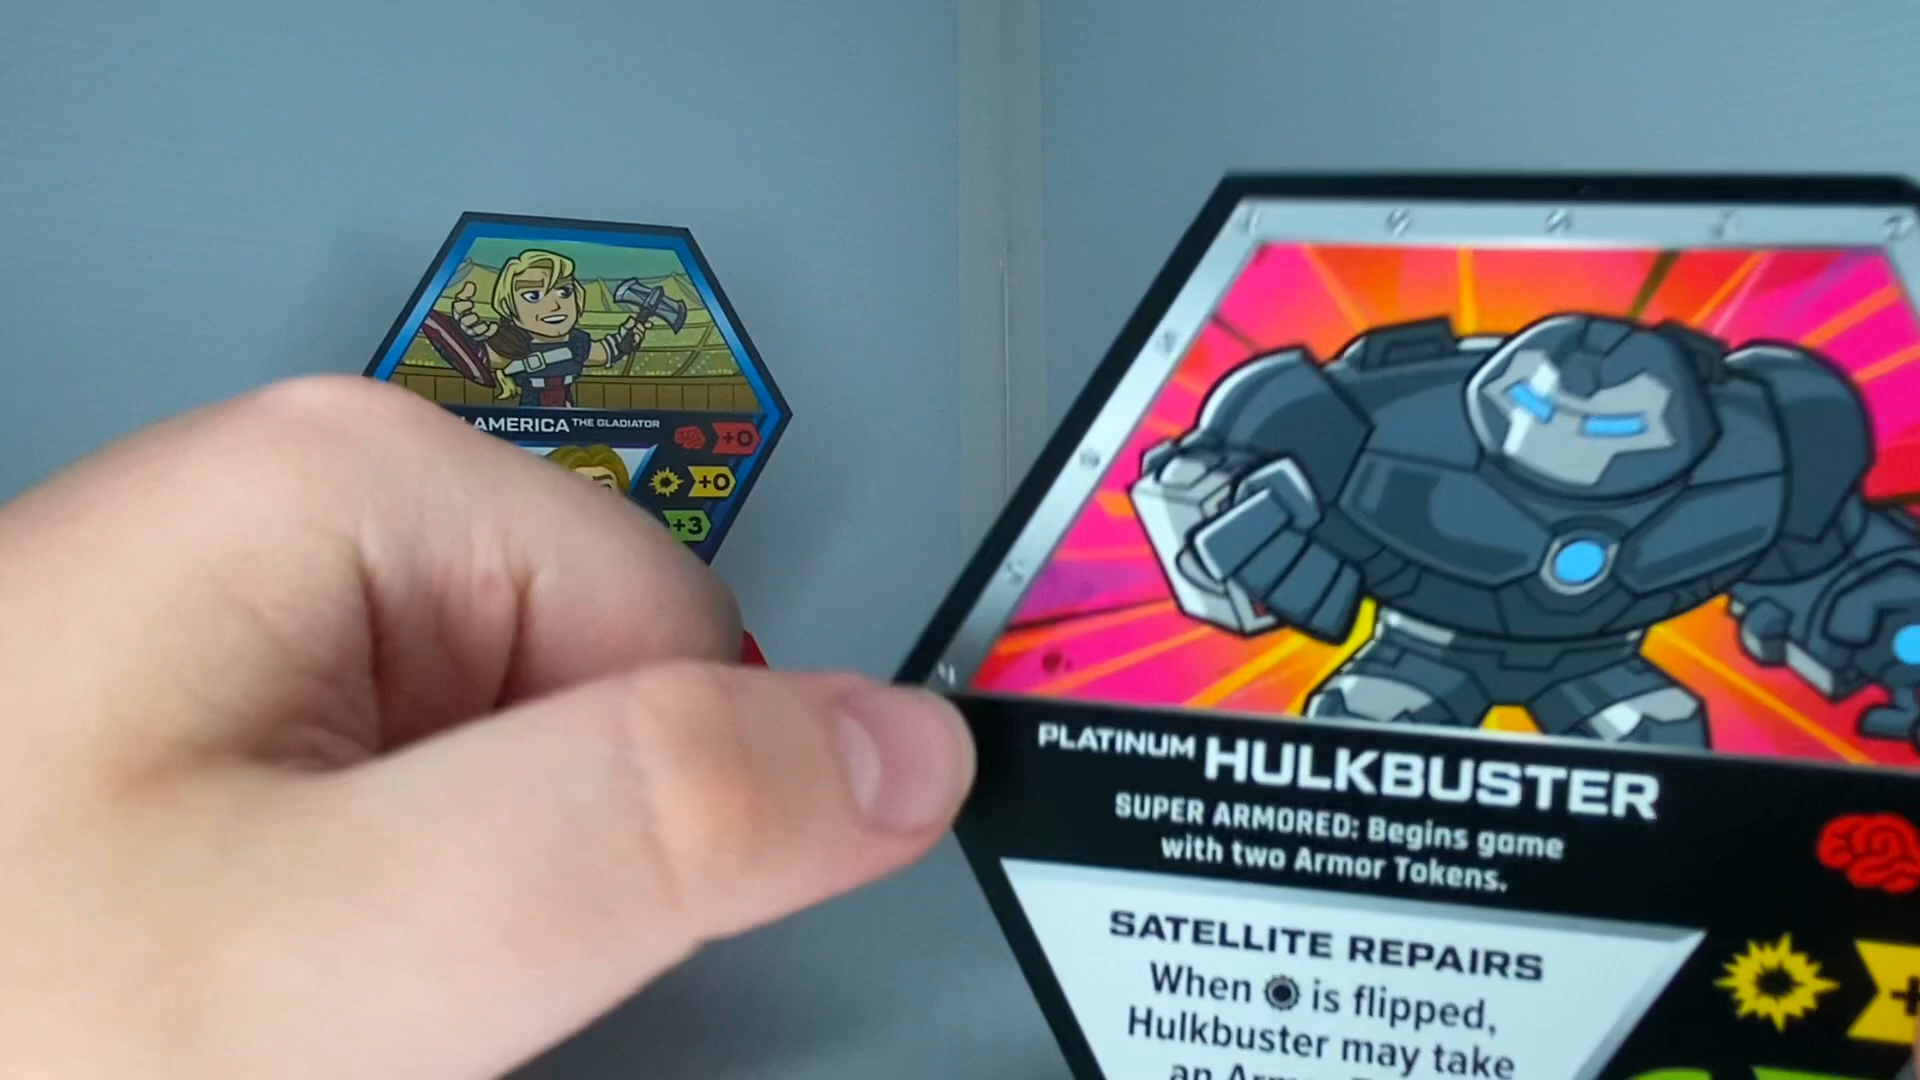 AMERICA THE GLADIATOR
+0
+0
+3
PLATINUM HULKBUSTER
SUPER ARMORED: Begins game
with two Armor Tokens.
SATELLITE REPAIRS
When is flipped,
Hulkbuster may take
an
+